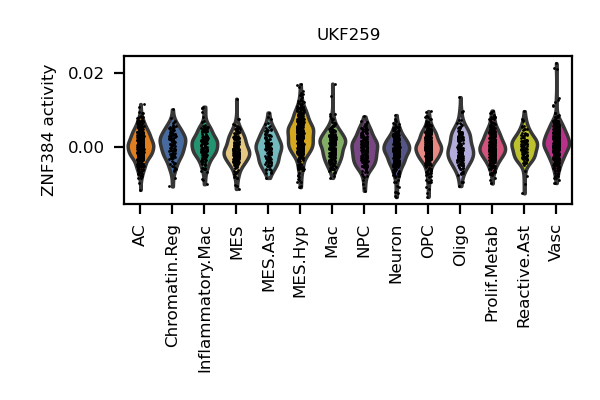 UKF259
ZNF384 activity
0.02
0.00
AC
Chromatin.Reg
Inflammatory.Mac
MES
MES.Ast
MES.Hyp
Mac
NPC
Neuron
OPC
Oligo
Prolif.Metab
Reactive.Ast
Vasc